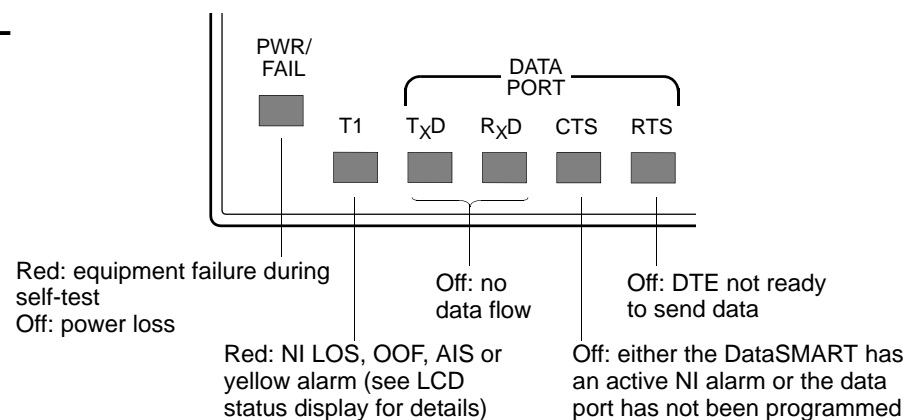 PWR/
FAIL
DATA
PORT
T1
TXD
RXD
CTS
RTS
Red: equipment failure during
self-test
Off: power loss
Off: no
data flow
Off: DTE not ready
to send data
Red: NI LOS, OOF, AIS or
yellow alarm (see LCD
status display for details)
Off: either the DataSMART has
an active NI alarm or the data
port has not been programmed